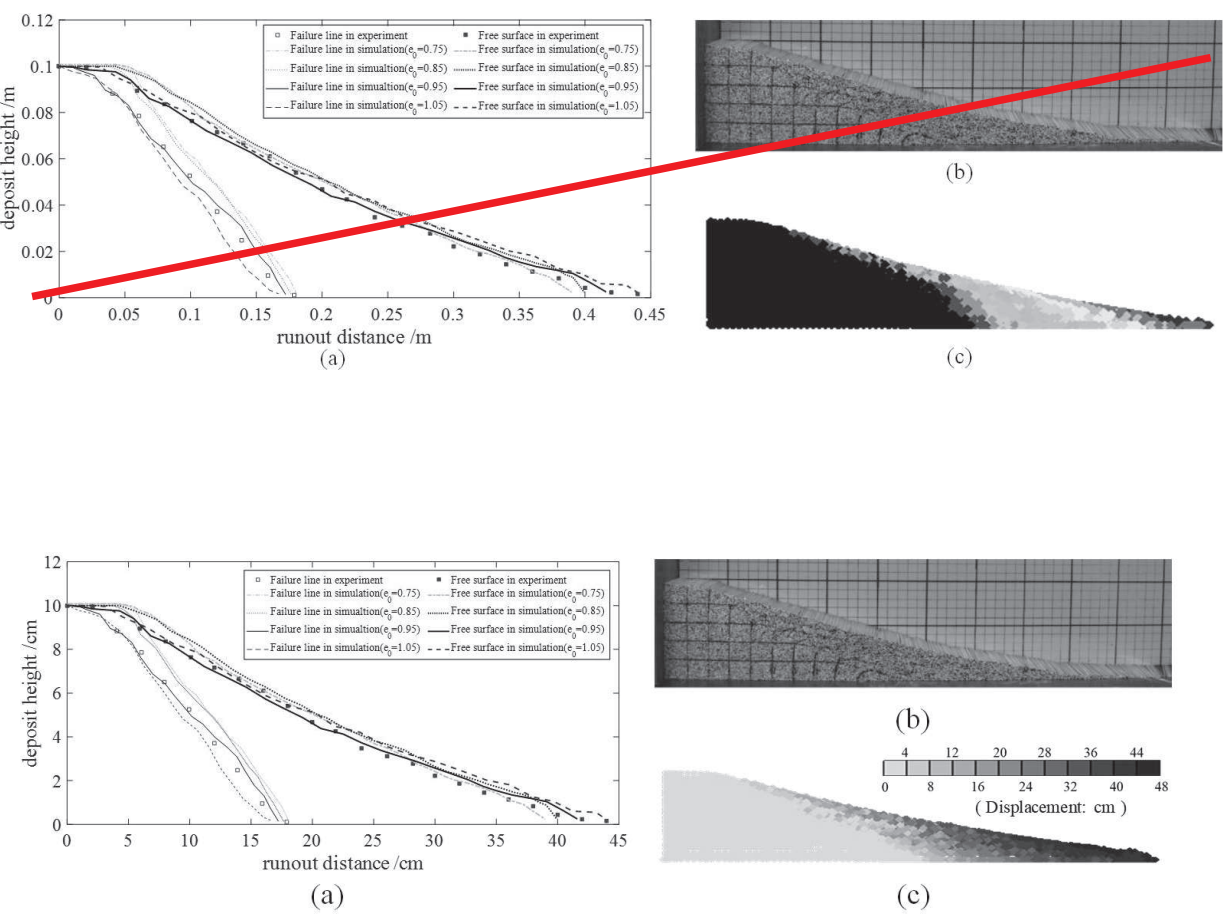 0.12
0.1
0.08
0.06
0.04
0.02
0
deposit height /m
Failure line in experiment
Failure line in simulation(e0=0.75)
Failure line in simualtion(e0=0.85)
Failure line in simulation(e0=0.95)
Failure line in simulation(e0=1.05)
Free surface in experiment
Free surface in simulation(e0=0.75)
Free surface in simulation(e0=0.85)
Free surface in simulation(e0=0.95)
Free surface in simulation(e0=1.05)
0 0.05 0.1 0.15 0.2 0.25 0.3 0.35 0.4 0.45
runout distance /m
(a)
(b)
(c)
12
10
8
6
4
2
0
deposit height /cm
Failure line in experiment
Failure line in simualtion(e0=0.75)
Failure line in simualtion(e0=0.85)
Failure line in simualtion(e0=0.95)
Failure line in simulation(e0=1.05)
Free surface in experiment
Free surface in simulation(e0=0.75)
Free surface in simulation(e0=0.85)
Free surface in simulation(e0=0.95)
Free surface in simulation(e0=1.05)
0 5 10 15 20 25 30 35 40 45
runout distance /cm
(a)
(b)
4 12 20 28 36 44
0 8 16 24 32 40 48
( Displacement: cm )
(c)